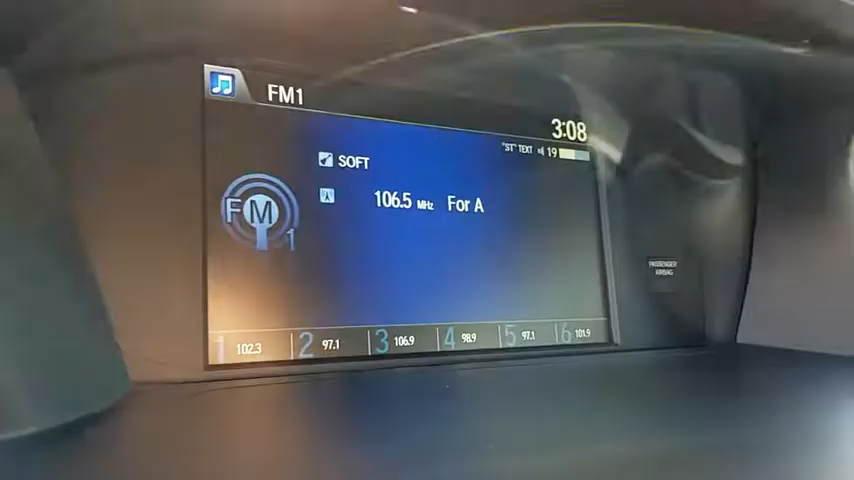 FM1
3:08
"ST" TEXT 19
SOFT
FM 1
106.5 MHz For A
1 102.3 2 97.1 3 106.9 4 98.9 5 97.1 6 101.9
PASSENGER
AIRBAG